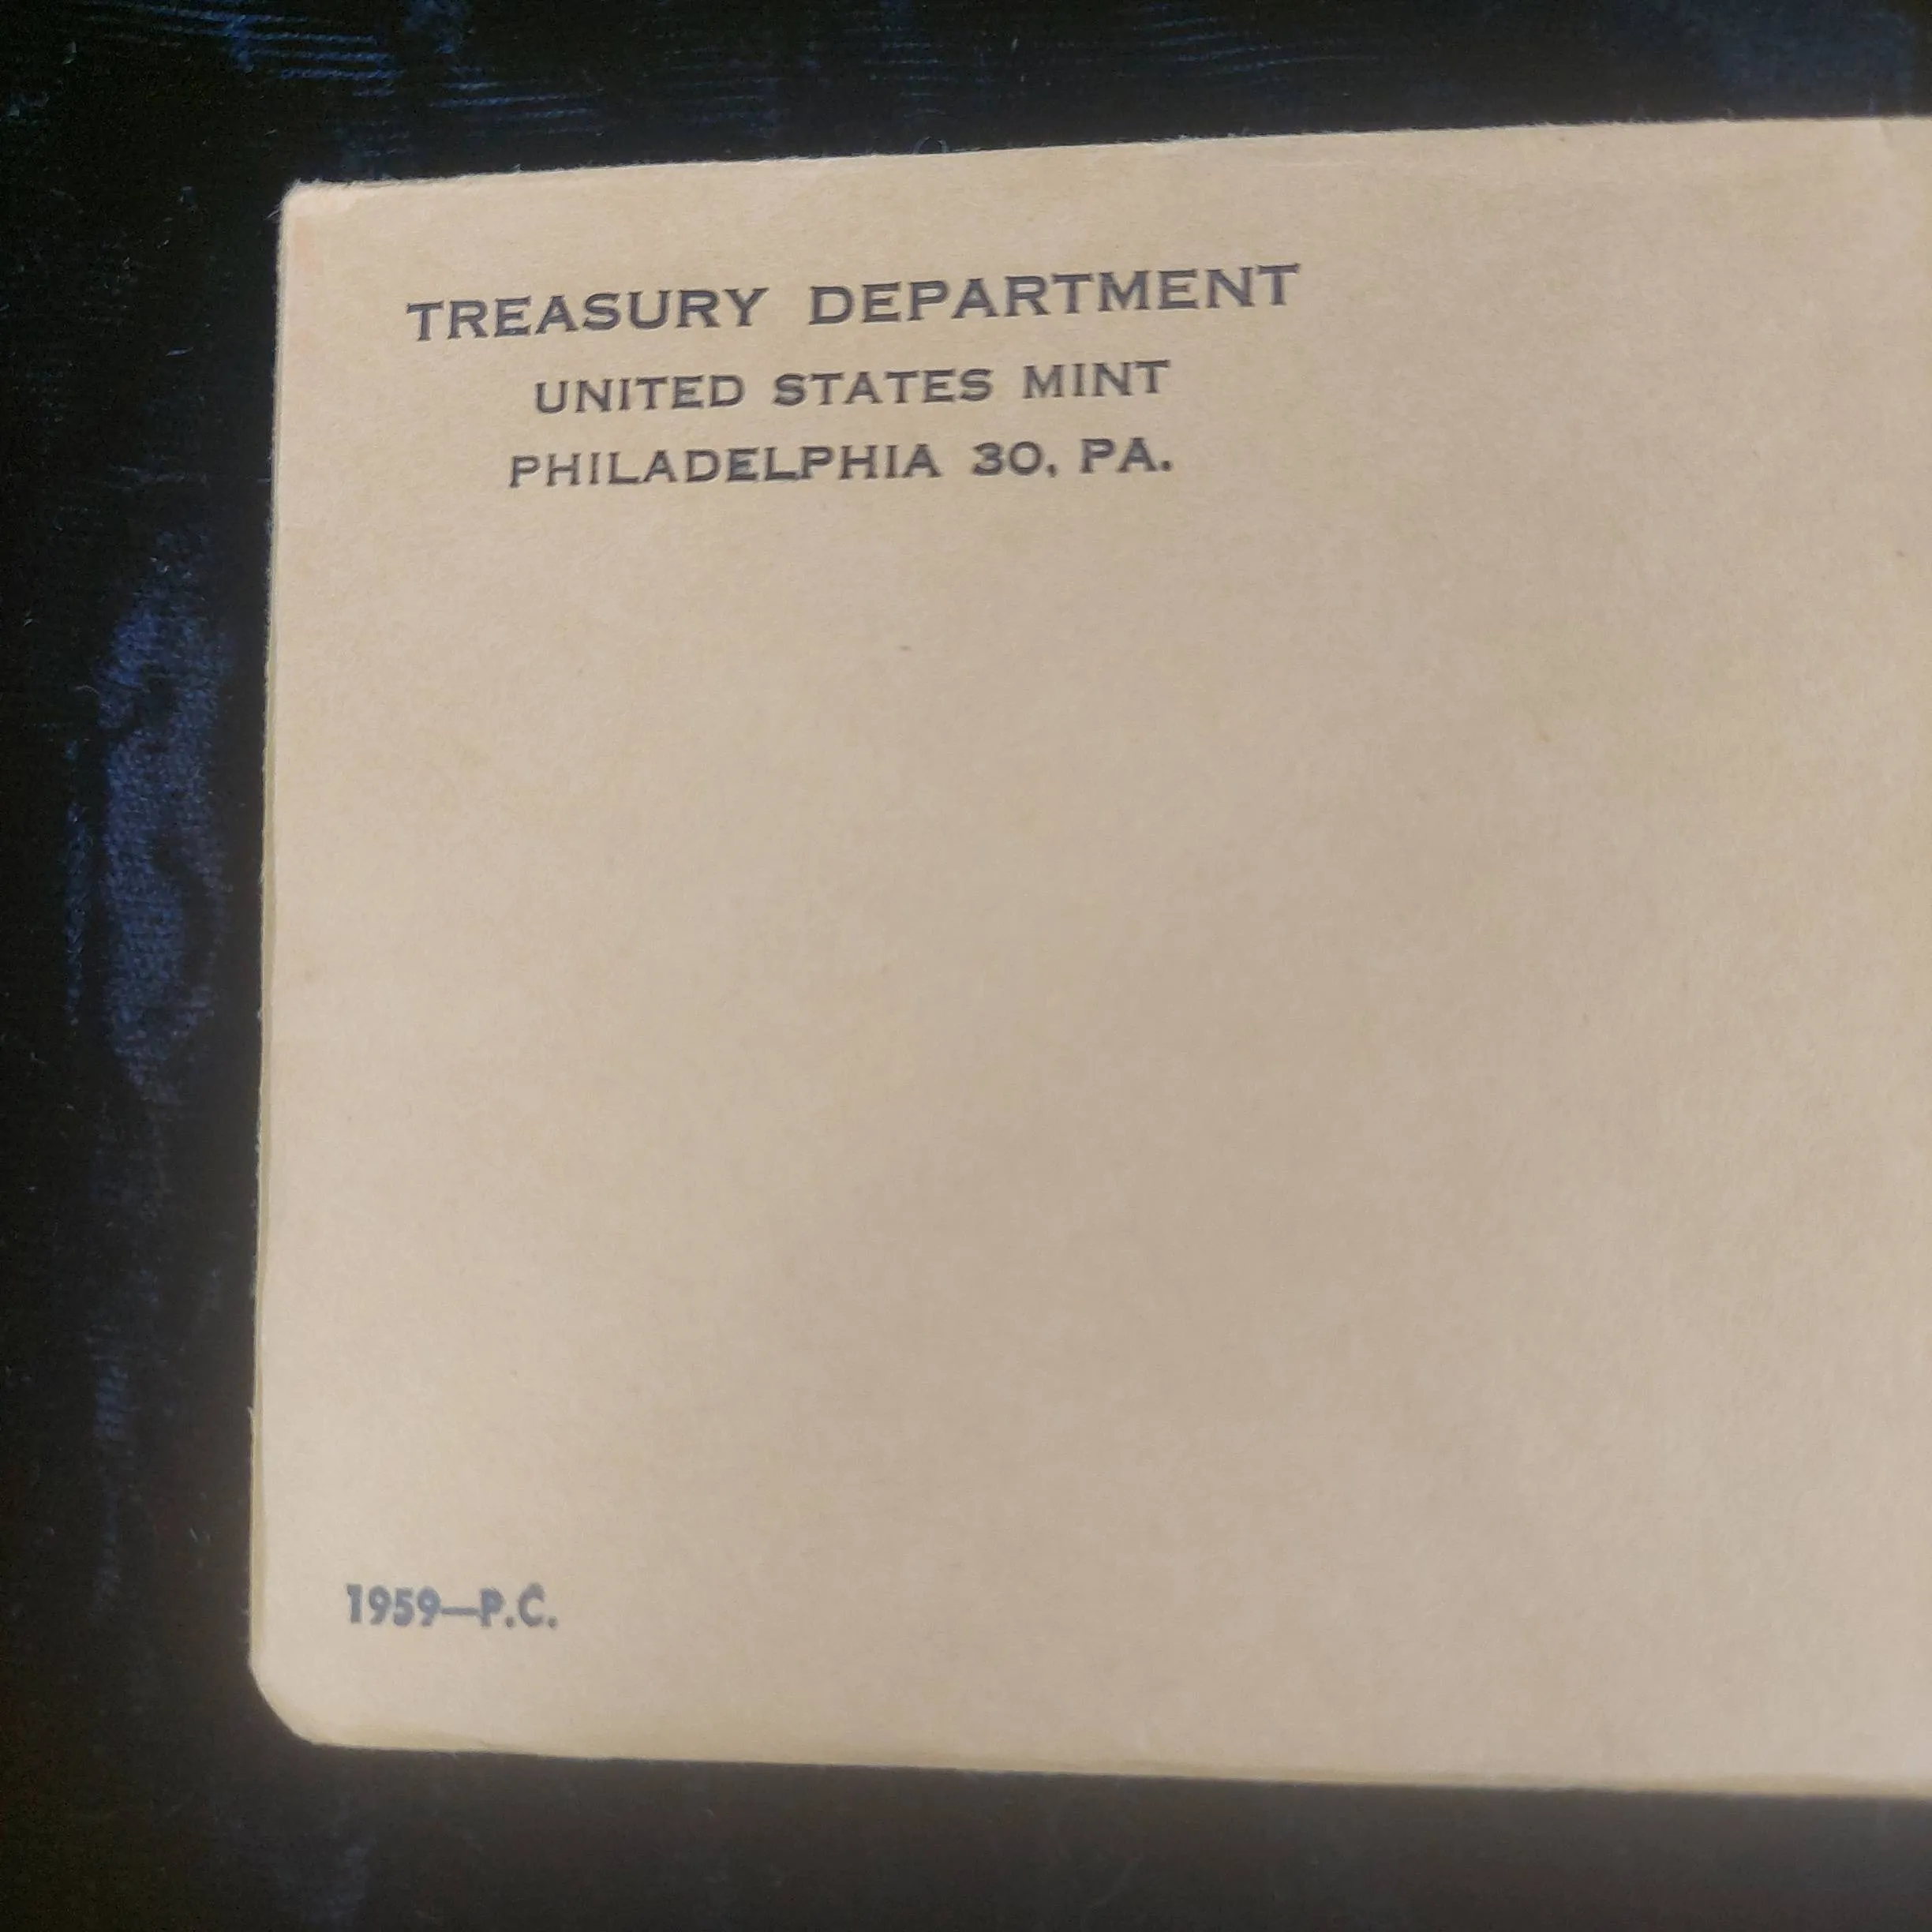 TREASURY DEPARTMENT
UNITED STATES MINT
PHILADELPHIA 30, PA.
1959—P.C.